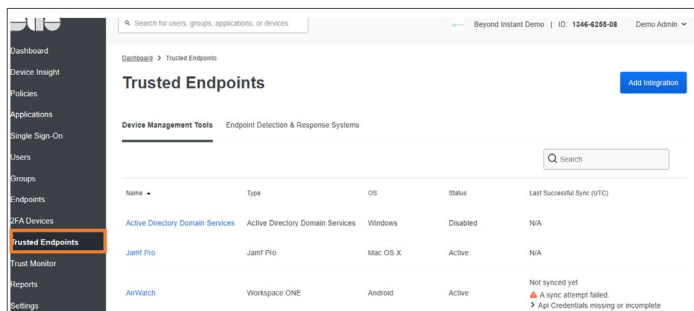 Search for users, groups, applications, or devices
Beyond Instant Demo | ID: 1346-6255-08 Demo Admin
Dashboard
Device Insight
Policies
Applications
Single Sign-On
Users
Groups
Endpoints
2FA Devices
Trusted Endpoints
Trust Monitor
Reports
Settings
Dashboard > Trusted Endpoints
Trusted Endpoints
Add Integration
Device Management Tools Endpoint Detection & Response Systems
Search
Name Type OS Status Last Successful Sync (UTC)
Active Directory Domain Services Active Directory Domain Services Windows Disabled N/A
Jamf Pro Jamf Pro Mac OS X Active N/A
AirWatch Workspace ONE Android Active Not synced yet
A sync attempt failed.
> Api Credentials missing or incomplete